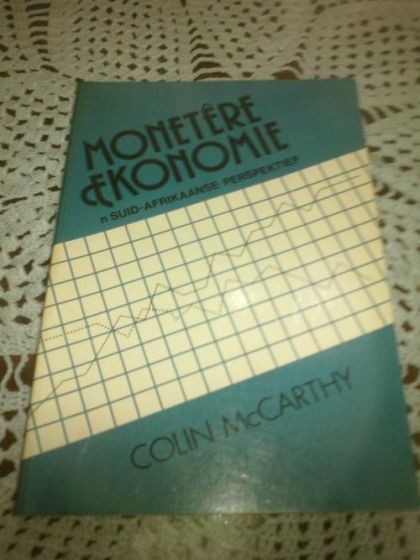 MONETÊRE
EKONOMIE
'n SUID-AFRIKAANSE PERSPEKTIEF
COLIN McCARTHY